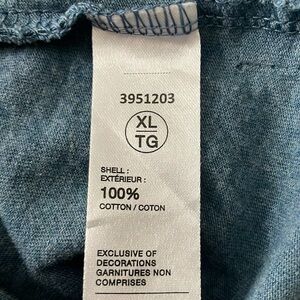 3951203
XL
TG
SHELL :
EXTÉRIEUR :
100%
COTTON / COTON
EXCLUSIVE OF
DECORATIONS
GARNITURES NON
COMPRISES